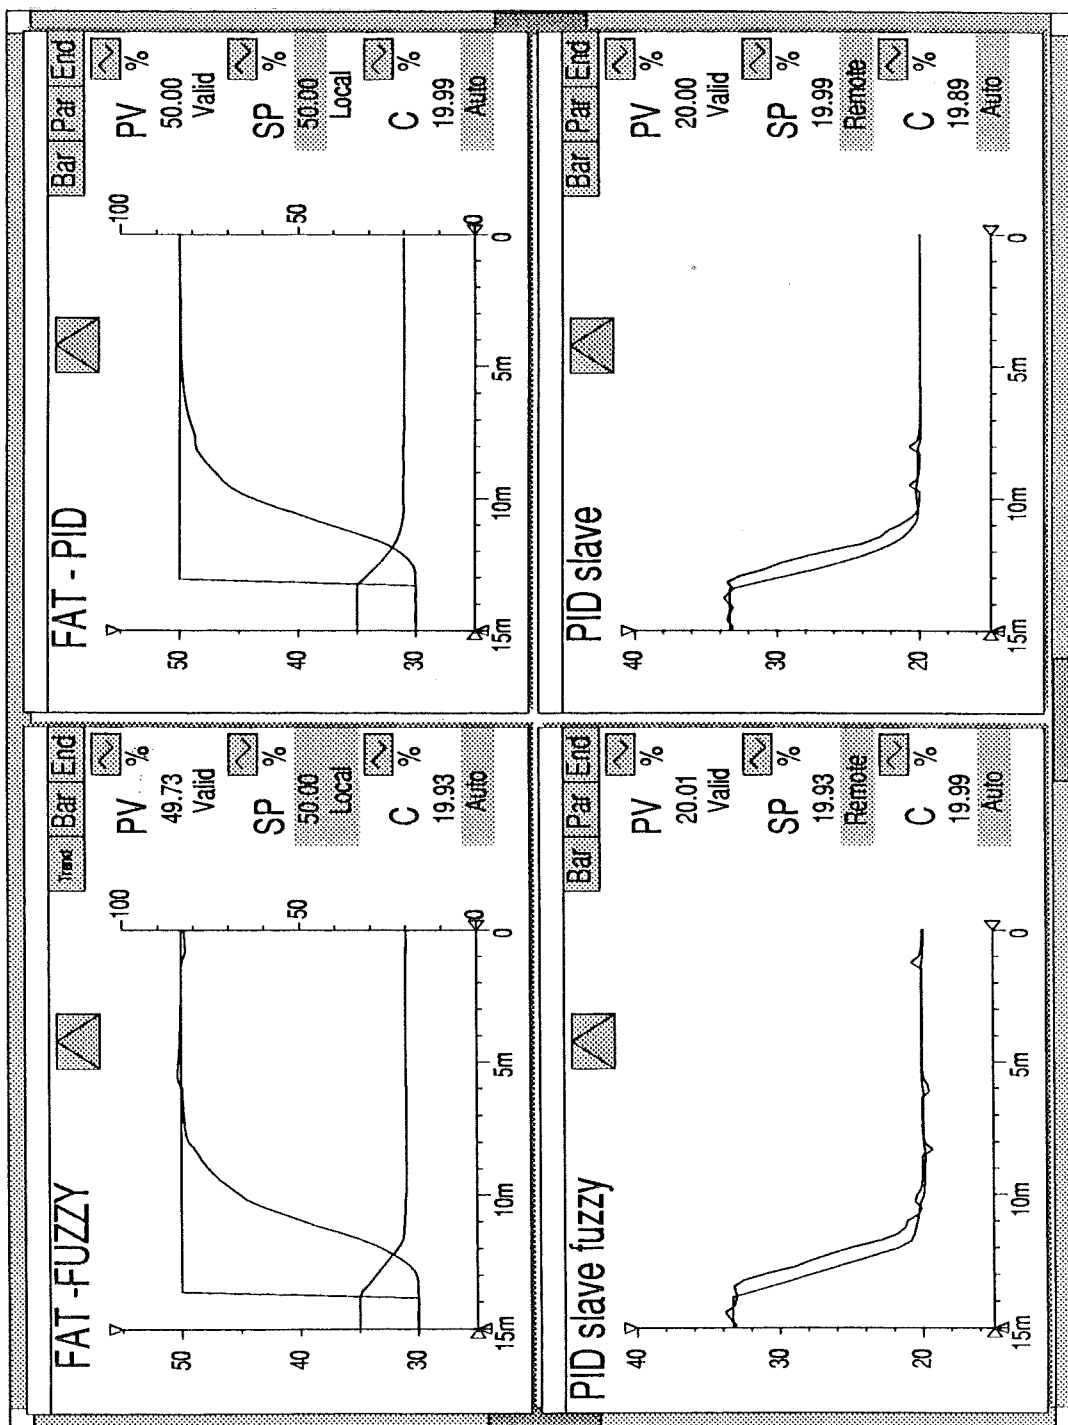 FAT -FUZZY
Trend Bar End
PV
%
49.73
Valid
SP
%
50.00
Local
C
%
19.93
Auto
50
40
30
100
50
0
15m 10m 5m 0
FAT - PID
Bar Par End
PV
%
50.00
Valid
SP
%
50.00
Local
C
%
19.99
Auto
50
40
30
100
50
0
15m 10m 5m 0
PID slave fuzzy
Bar Par End
PV
%
20.01
Valid
SP
%
19.93
Remote
C
%
19.99
Auto
40
30
20
15m 10m 5m 0
PID slave
Bar Par End
PV
%
20.00
Valid
SP
%
19.99
Remote
C
%
19.89
Auto
40
30
20
15m 10m 5m 0